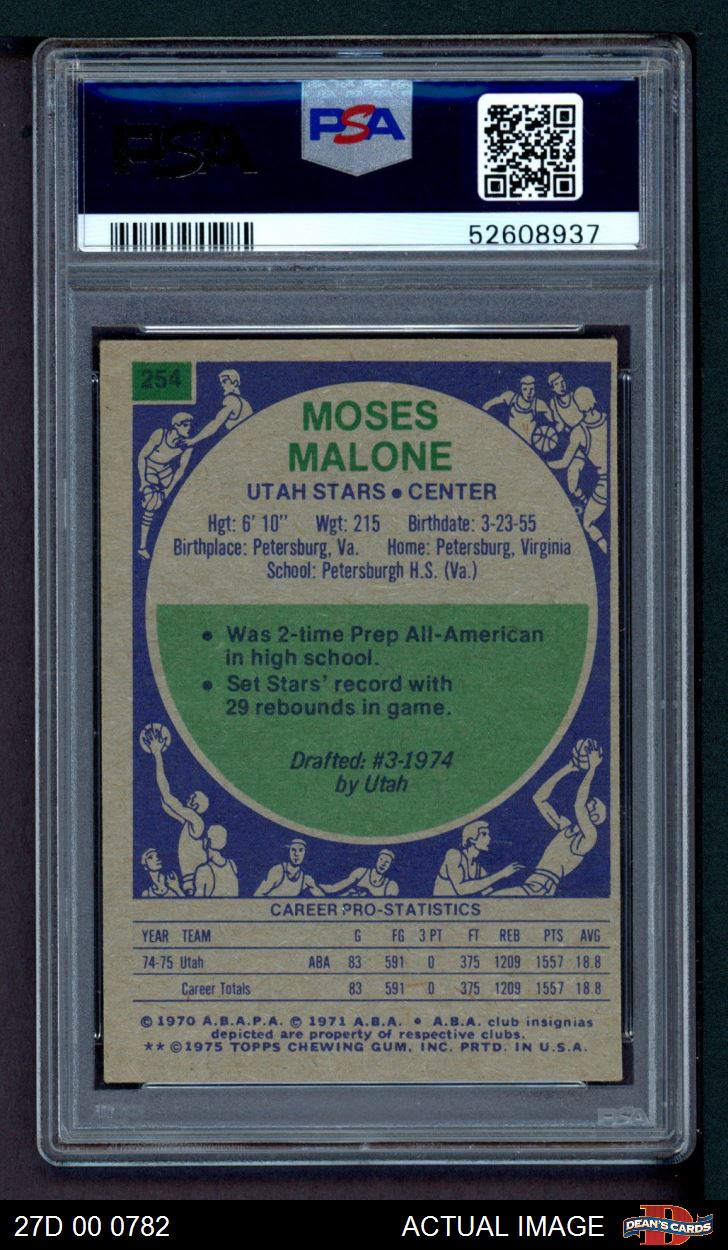 PSA
PSA
52608937
254
MOSES
MALONE
UTAH STARS • CENTER
Hgt: 6' 10" Wgt: 215 Birthdate: 3-23-55
Birthplace: Petersburg, Va. Home: Petersburg, Virginia
School: Petersburgh H.S. (Va.)
• Was 2-time Prep All-American
in high school.
• Set Stars' record with
29 rebounds in game.
Drafted: #3-1974
by Utah
CAREER PRO-STATISTICS
YEAR TEAM G FG 3 PT FT REB PTS AVG
74-75 Utah ABA 83 591 0 375 1209 1557 18.8
Career Totals 83 591 0 375 1209 1557 18.8
© 1970 A.B.A.P.A. © 1971 A.B.A. • A.B.A. club insignias
depicted are property of respective clubs.
** ©1975 TOPPS CHEWING GUM, INC. PRTD. IN U.S.A.
PSA
27D 00 0782 ACTUAL IMAGE DEAN'S CARDS